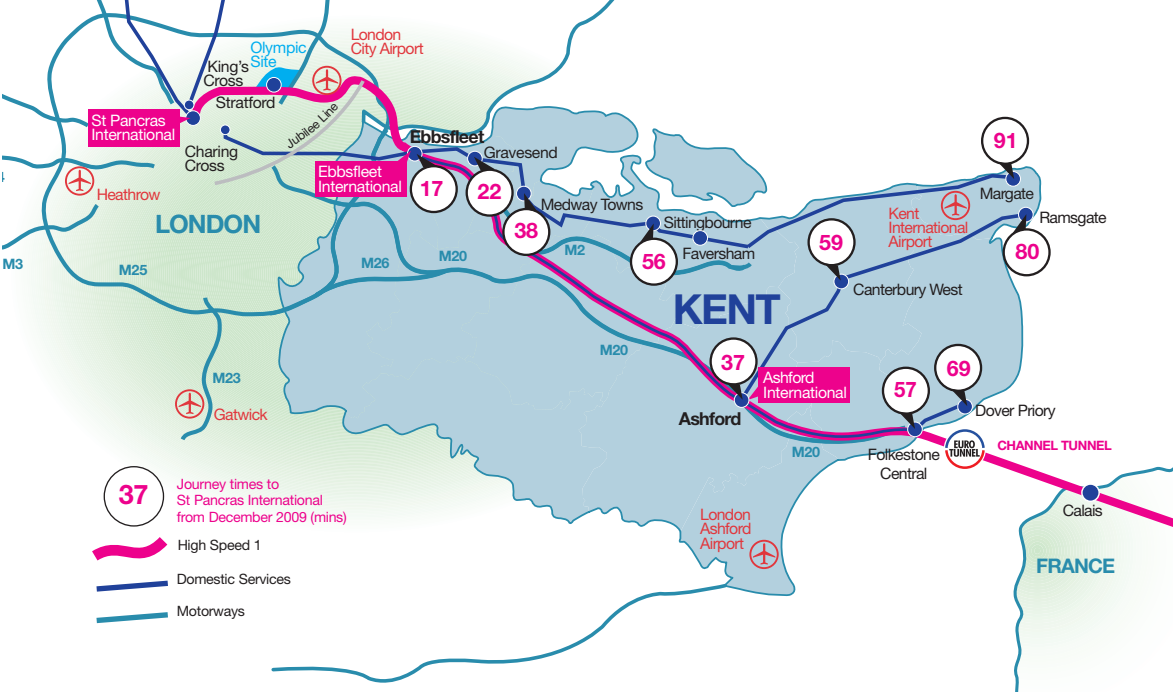 London
City Airport
Olympic
Site
King's
Cross
Stratford
St Pancras
International
Jubilee Line
Charing
Cross
Ebbsfleet
Ebbsfleet
International
Gravesend
17
22
38
Medway Towns
Sittingbourne
Faversham
56
91
Margate
Kent
International
Airport
Ramsgate
80
59
Canterbury West
Heathrow
LONDON
4
M3
M25
M26
M20
M2
KENT
M20
37
Ashford
International
Ashford
M23
Gatwick
57
69
Dover Priory
Folkestone
Central
M20
EURO
TUNNEL
CHANNEL TUNNEL
Calais
FRANCE
London
Ashford
Airport
37
Journey times to
St Pancras International
from December 2009 (mins)
High Speed 1
Domestic Services
Motorways